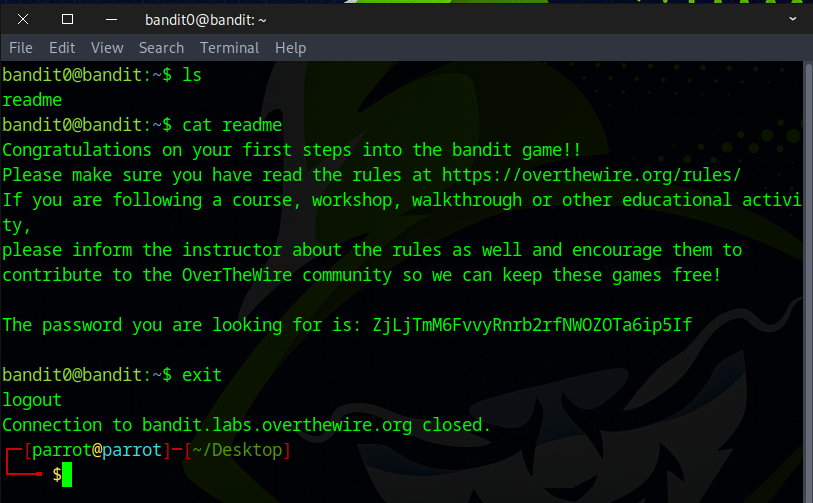 bandit0@bandit: ~
File Edit View Search Terminal Help
bandit0@bandit:~$ ls
readme
bandit0@bandit:~$ cat readme
Congratulations on your first steps into the bandit game!!
Please make sure you have read the rules at https://overthewire.org/rules/
If you are following a course, workshop, walkthrough or other educational activi
ty,
please inform the instructor about the rules as well and encourage them to
contribute to the OverTheWire community so we can keep these games free!
The password you are looking for is: ZjLjTmM6FvvyRnrb2rfNWOZOTa6ip5If
bandit0@bandit:~$ exit
logout
Connection to bandit.labs.overthewire.org closed.
┌─[parrot@parrot]─[~/Desktop]
└──╼ $